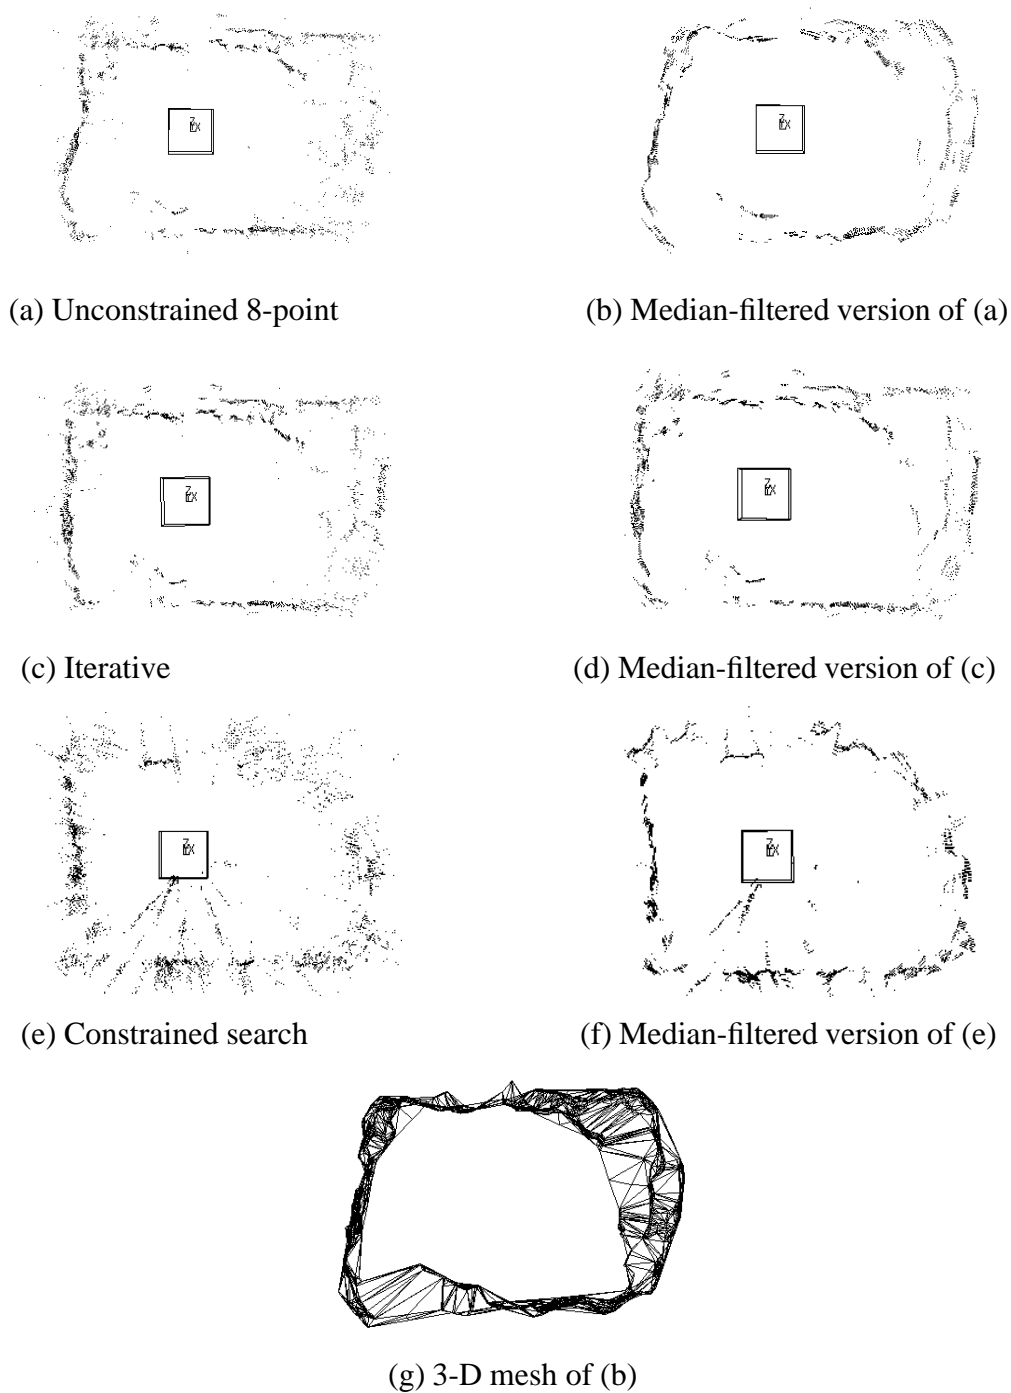 (a) Unconstrained 8-point
(b) Median-filtered version of (a)
(c) Iterative
(d) Median-filtered version of (c)
(e) Constrained search
(f) Median-filtered version of (e)
(g) 3-D mesh of (b)